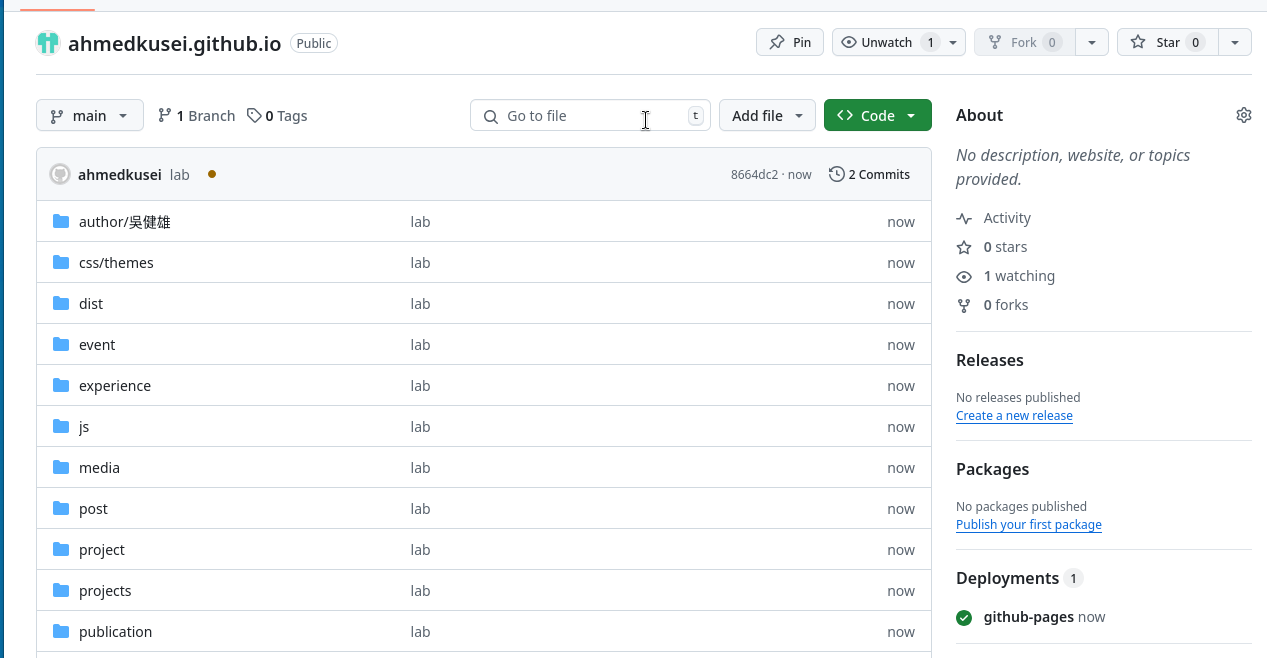 ahmedkusei.github.io Public
Pin
Unwatch 1
Fork 0
Star 0
main
1 Branch
0 Tags
Go to file t
Add file
Code
ahmedkusei lab 8664dc2 · now 2 Commits
author/吳健雄 lab now
css/themes lab now
dist lab now
event lab now
experience lab now
js lab now
media lab now
post lab now
project lab now
projects lab now
publication lab now
About
No description, website, or topics
provided.
Activity
0 stars
1 watching
0 forks
Releases
No releases published
Create a new release
Packages
No packages published
Publish your first package
Deployments 1
github-pages now